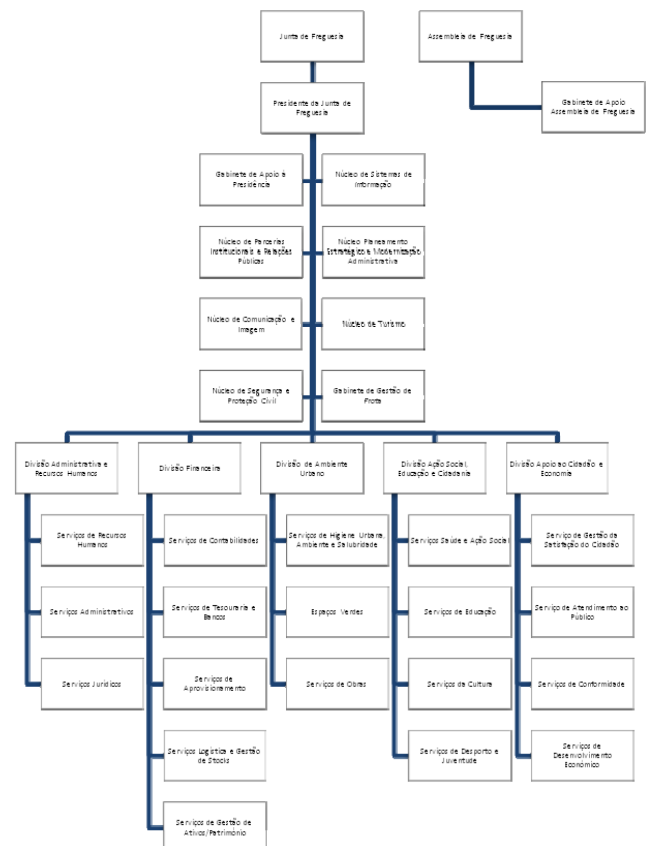 Junta de Freguesia
Assembleia de Freguesia
Presidente da Junta de
Freguesia
Gabinete de Apoio
Assembleia de Freguesia
Gabinete de Apoio à
Presidência
Núcleo de Sistemas de
Informação
Núcleo de Parcerias
Institucionais e Relações
Públicas
Núcleo Planeamento
Estratégico e Modernização
Administrativa
Núcleo de Comunicação e
Imagem
Núcleo de Turismo
Núcleo de Segurança e
Proteção Civil
Gabinete de Gestão de
Frota
Divisão Administrativa e
Recursos Humanos
Divisão Financeira
Divisão de Ambiente
Urbano
Divisão Ação Social,
Educação e Cidadania
Divisão Apoio ao Cidadão e
Economia
Serviços de Recursos
Humanos
Serviços de Contabilidades
Serviços de Higiene Urbana,
Ambiente e Salubridade
Serviços Saúde e Ação Social
Serviço de Gestão da
Satisfação do Cidadão
Serviços Administrativos
Serviços de Tesouraria e
Bancos
Espaços Verdes
Serviços de Educação
Serviço de Atendimento ao
Público
Serviços Jurídicos
Serviços de
Aprovisionamento
Serviços de Obras
Serviços da Cultura
Serviços de Conformidade
Serviços Logística e Gestão
de Stocks
Serviços de Desporto e
Juventude
Serviços de
Desenvolvimento
Económico
Serviços de Gestão de
Ativos/Património